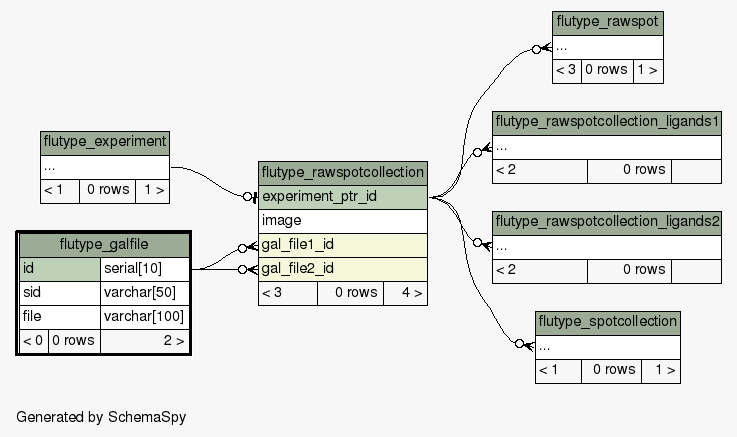 flutype_rawspot
...
< 3 0 rows 1 >
flutype_rawspotcollection_ligands1
...
< 2 0 rows
flutype_experiment
...
< 1 0 rows 1 >
flutype_rawspotcollection
experiment_ptr_id
image
gal_file1_id
gal_file2_id
< 3 0 rows 4 >
flutype_rawspotcollection_ligands2
...
< 2 0 rows
flutype_galfile
id serial[10]
sid varchar[50]
file varchar[100]
< 0 0 rows 2 >
flutype_spotcollection
...
< 1 0 rows 1 >
Generated by SchemaSpy